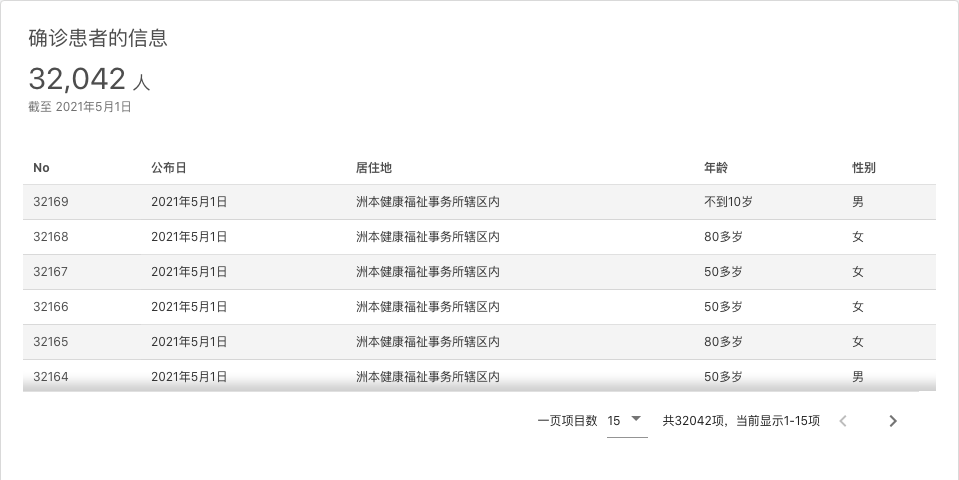 确诊患者的信息
32,042 人
截至 2021年5月1日
No 公布日 居住地 年龄 性别
32169 2021年5月1日 洲本健康福祉事务所辖区内 不到10岁 男
32168 2021年5月1日 洲本健康福祉事务所辖区内 80多岁 女
32167 2021年5月1日 洲本健康福祉事务所辖区内 50多岁 女
32166 2021年5月1日 洲本健康福祉事务所辖区内 50多岁 女
32165 2021年5月1日 洲本健康福祉事务所辖区内 80多岁 女
32164 2021年5月1日 洲本健康福祉事务所辖区内 50多岁 男
一页项目数 15 共32042项，当前显示1-15项